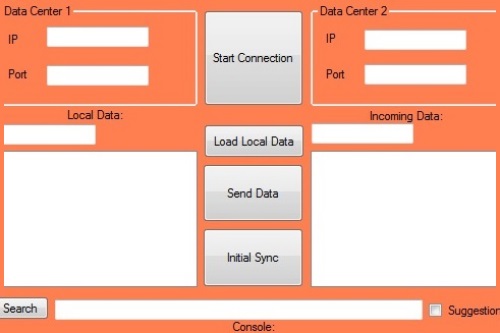 Data Center 1
Data Center 2
IP
Start Connection
IP
Port
Port
Local Data:
Incoming Data:
Load Local Data
Send Data
Initial Sync
Search
Suggestion
Console: